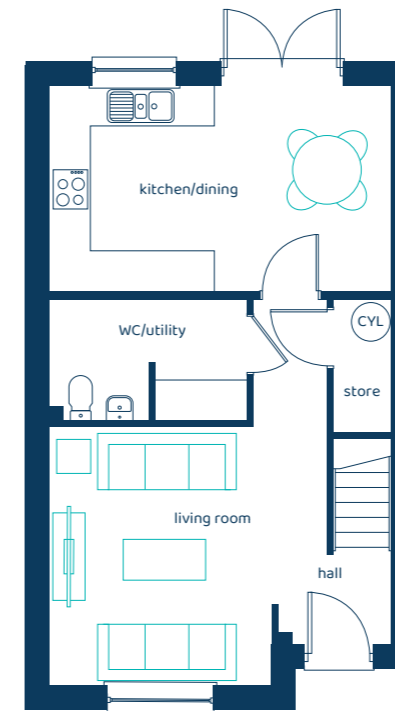 kitchen/dining
WC/utility
CYL
store
living room
hall